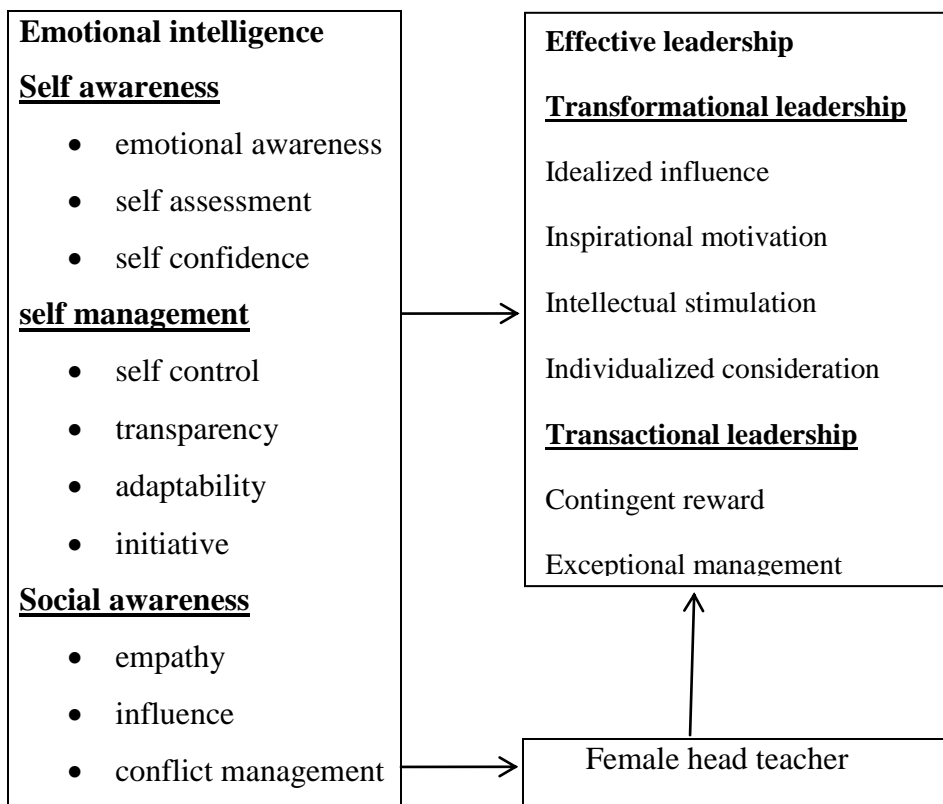 Emotional intelligence
Self awareness
• emotional awareness
• self assessment
• self confidence
self management
• self control
• transparency
• adaptability
• initiative
Social awareness
• empathy
• influence
• conflict management
Effective leadership
Transformational leadership
Idealized influence
Inspirational motivation
Intellectual stimulation
Individualized consideration
Transactional leadership
Contingent reward
Exceptional management
Female head teacher